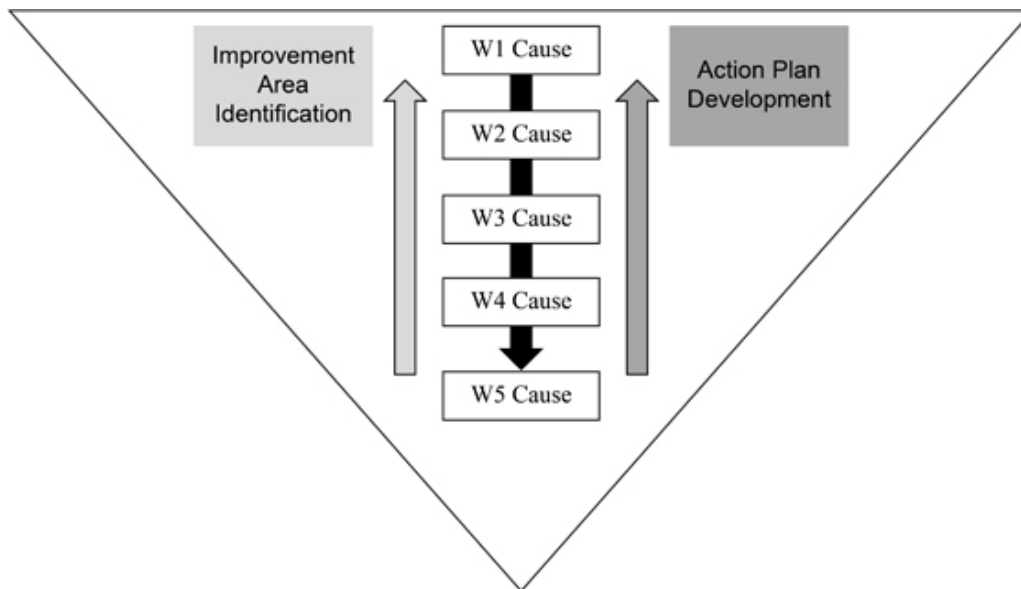 Improvement
Area
Identification
W1 Cause
W2 Cause
W3 Cause
W4 Cause
W5 Cause
Action Plan
Development